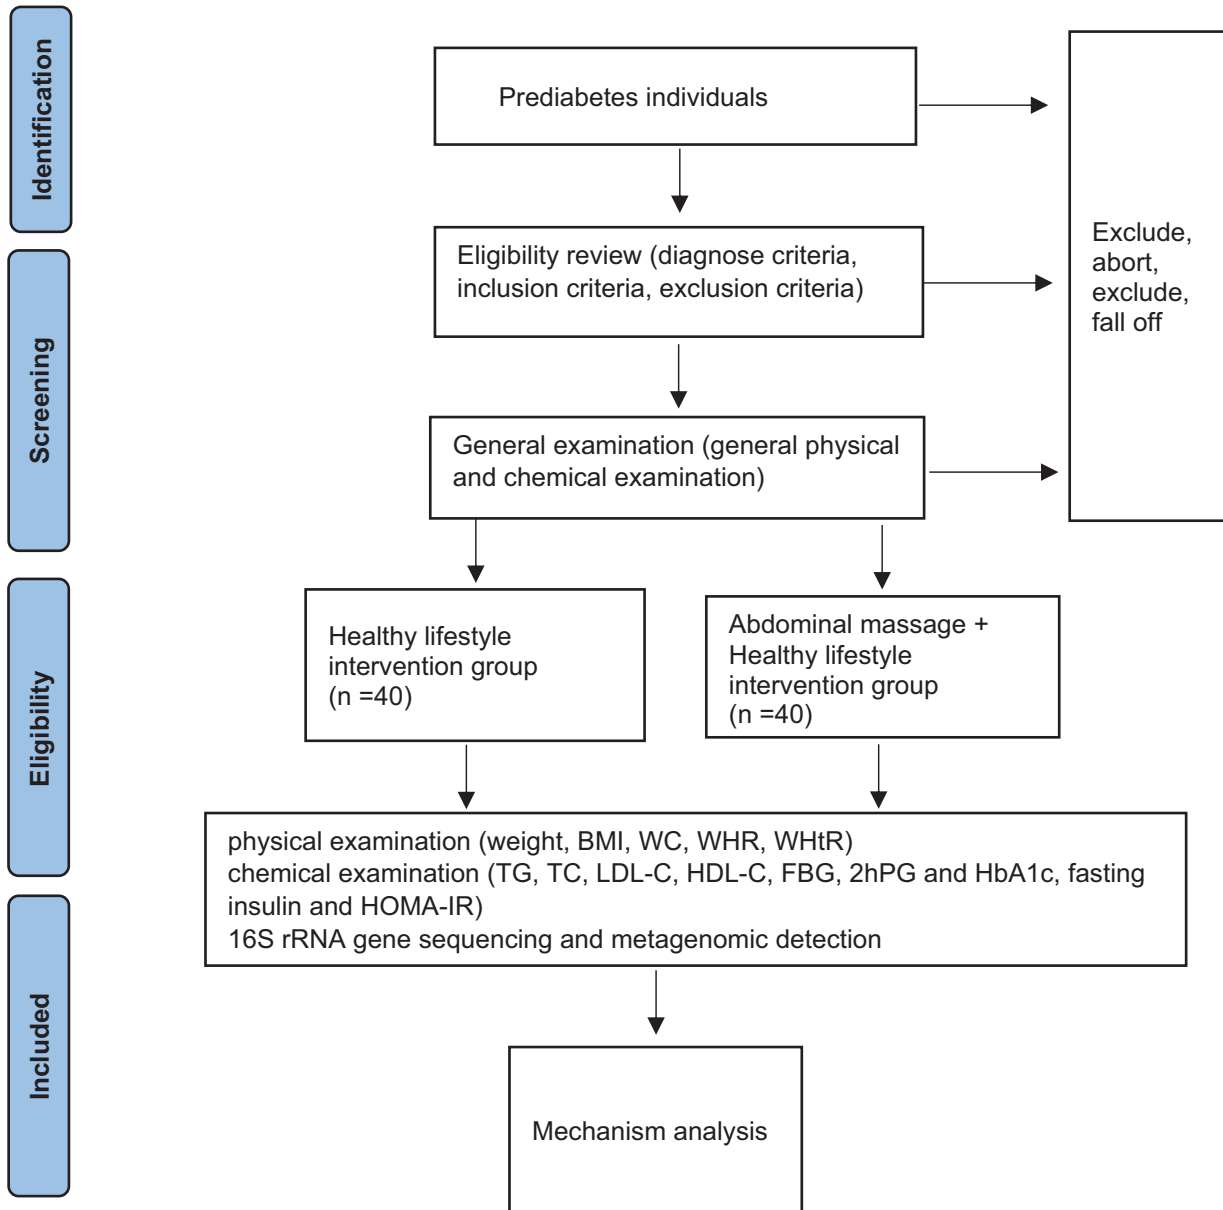 Identification
Prediabetes individuals
Screening
Eligibility review (diagnose criteria,
inclusion criteria, exclusion criteria)
Exclude,
abort,
exclude,
fall off
General examination (general physical
and chemical examination)
Eligibility
Healthy lifestyle
intervention group
(n =40)
Abdominal massage +
Healthy lifestyle
intervention group
(n =40)
physical examination (weight, BMI, WC, WHR, WHtR)
chemical examination (TG, TC, LDL-C, HDL-C, FBG, 2hPG and HbA1c, fasting
insulin and HOMA-IR)
16S rRNA gene sequencing and metagenomic detection
Included
Mechanism analysis